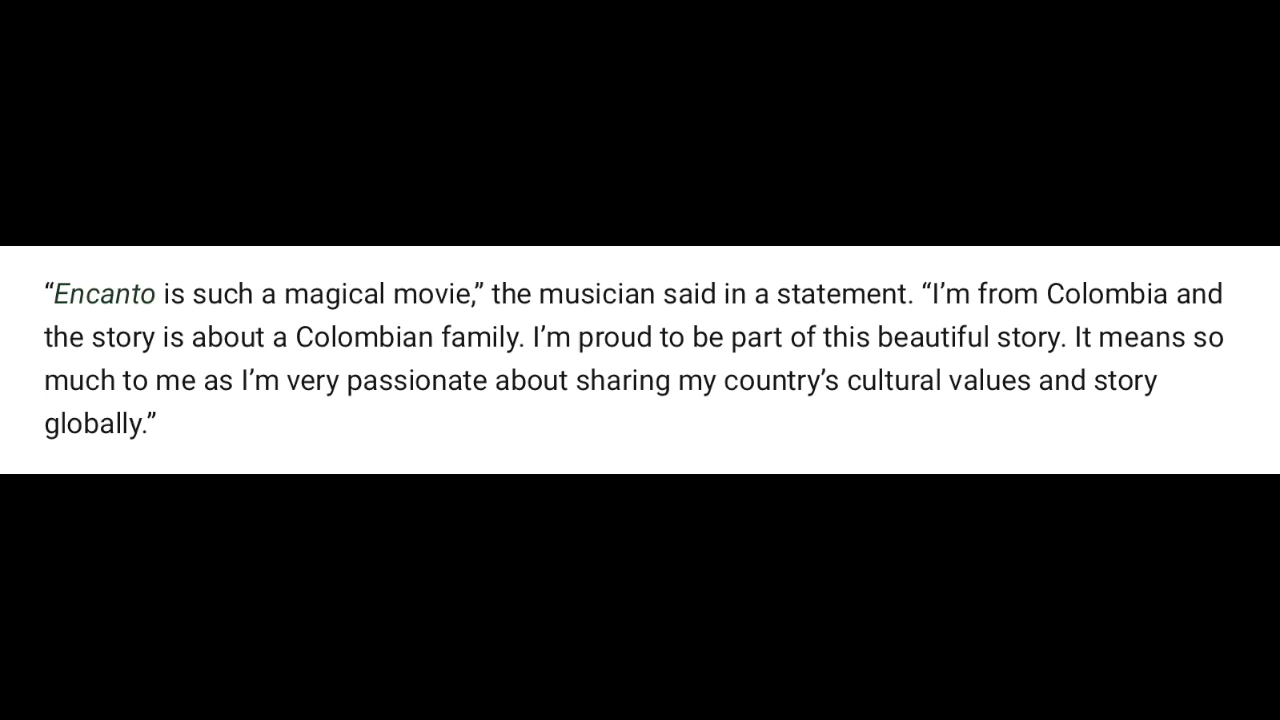 “Encanto is such a magical movie,” the musician said in a statement. “I’m from Colombia and
the story is about a Colombian family. I’m proud to be part of this beautiful story. It means so
much to me as I’m very passionate about sharing my country’s cultural values and story
globally.”